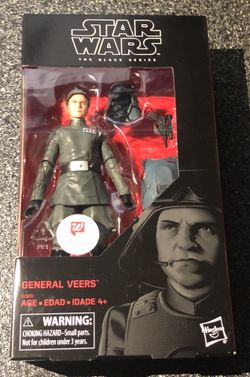 STAR
WARS
THE BLACK SERIES
GENERAL VEERS
AGE • EDAD • IDADE 4+
WARNING:
CHOKING HAZARD–Small parts.
Not for children under 3 years.
Hasbro